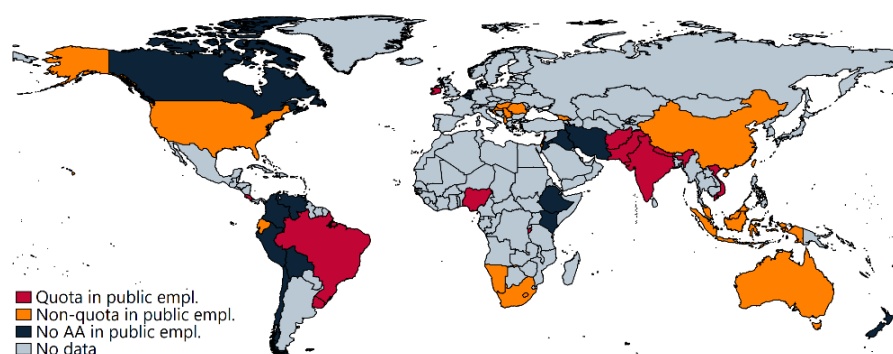 Quota in public empl.
Non-quota in public empl.
No AA in public empl.
No data